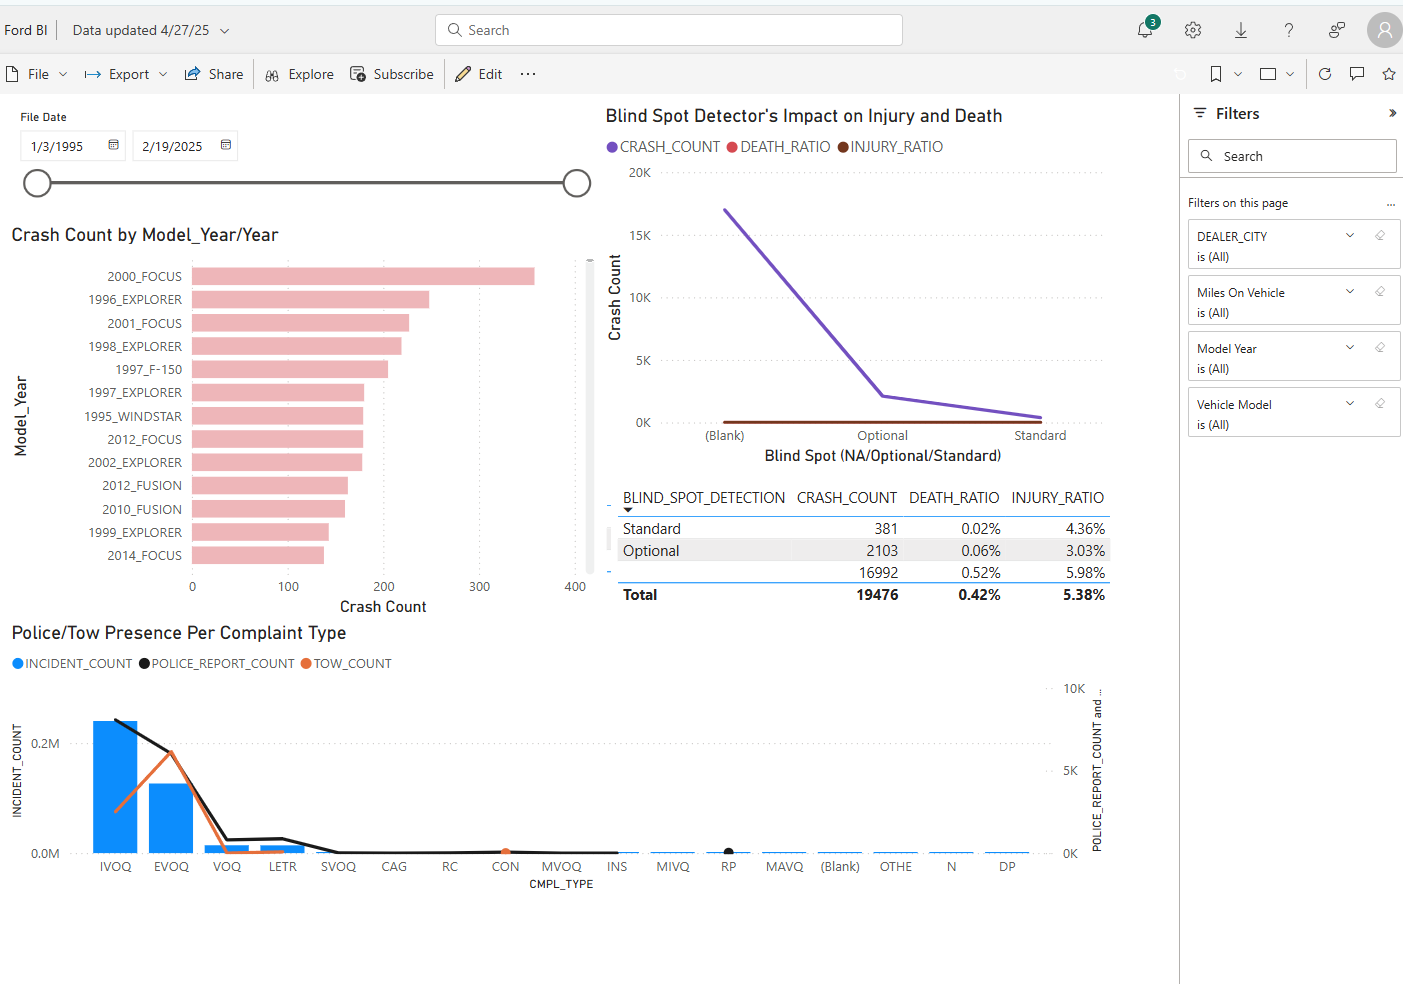 Ford BI
Data updated 4/27/25
Search
3
File
Export
Share
Explore
Subscribe
Edit
...
File Date
1/3/1995
2/19/2025
Crash Count by Model_Year/Year
Model_Year
2000_FOCUS
1996_EXPLORER
2001_FOCUS
1998_EXPLORER
1997_F-150
1997_EXPLORER
1995_WINDSTAR
2012_FOCUS
2002_EXPLORER
2012_FUSION
2010_FUSION
1999_EXPLORER
2014_FOCUS
0 100 200 300 400
Crash Count
Blind Spot Detector's Impact on Injury and Death
CRASH_COUNT DEATH_RATIO INJURY_RATIO
Crash Count
20K
15K
10K
5K
0K
(Blank) Optional Standard
Blind Spot (NA/Optional/Standard)
BLIND_SPOT_DETECTION CRASH_COUNT DEATH_RATIO INJURY_RATIO
Standard 381 0.02% 4.36%
Optional 2103 0.06% 3.03%
16992 0.52% 5.98%
Total 19476 0.42% 5.38%
Police/Tow Presence Per Complaint Type
INCIDENT_COUNT POLICE_REPORT_COUNT TOW_COUNT
INCIDENT_COUNT
0.2M
0.0M
10K
5K
0K
POLICE_REPORT_COUNT and ...
IVOQ EVOQ VOQ LETR SVOQ CAG RC CON MVOQ INS MIVQ RP MAVQ (Blank) OTHE N DP
CMPL_TYPE
Filters
Search
Filters on this page
...
DEALER_CITY
is (All)
Miles On Vehicle
is (All)
Model Year
is (All)
Vehicle Model
is (All)